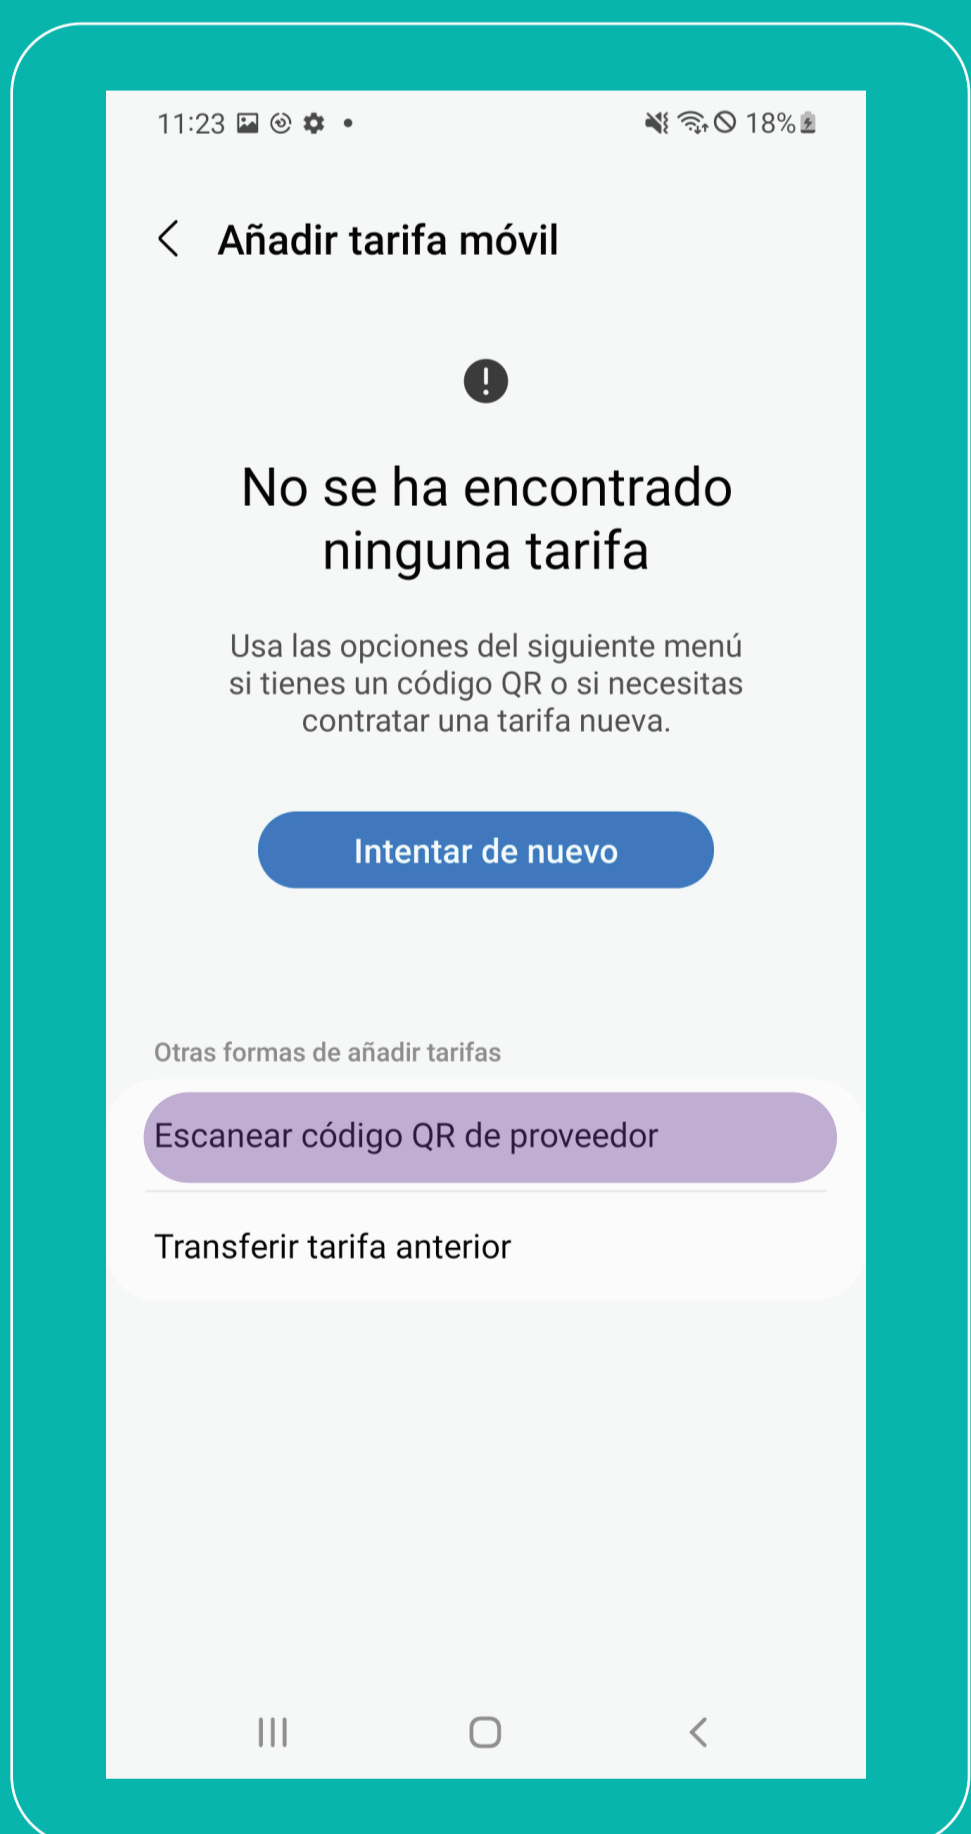 11:23
18%
Añadir tarifa móvil
No se ha encontrado
ninguna tarifa
Usa las opciones del siguiente menú
si tienes un código QR o si necesitas
contratar una tarifa nueva.
Intentar de nuevo
Otras formas de añadir tarifas
Escanear código QR de proveedor
Transferir tarifa anterior